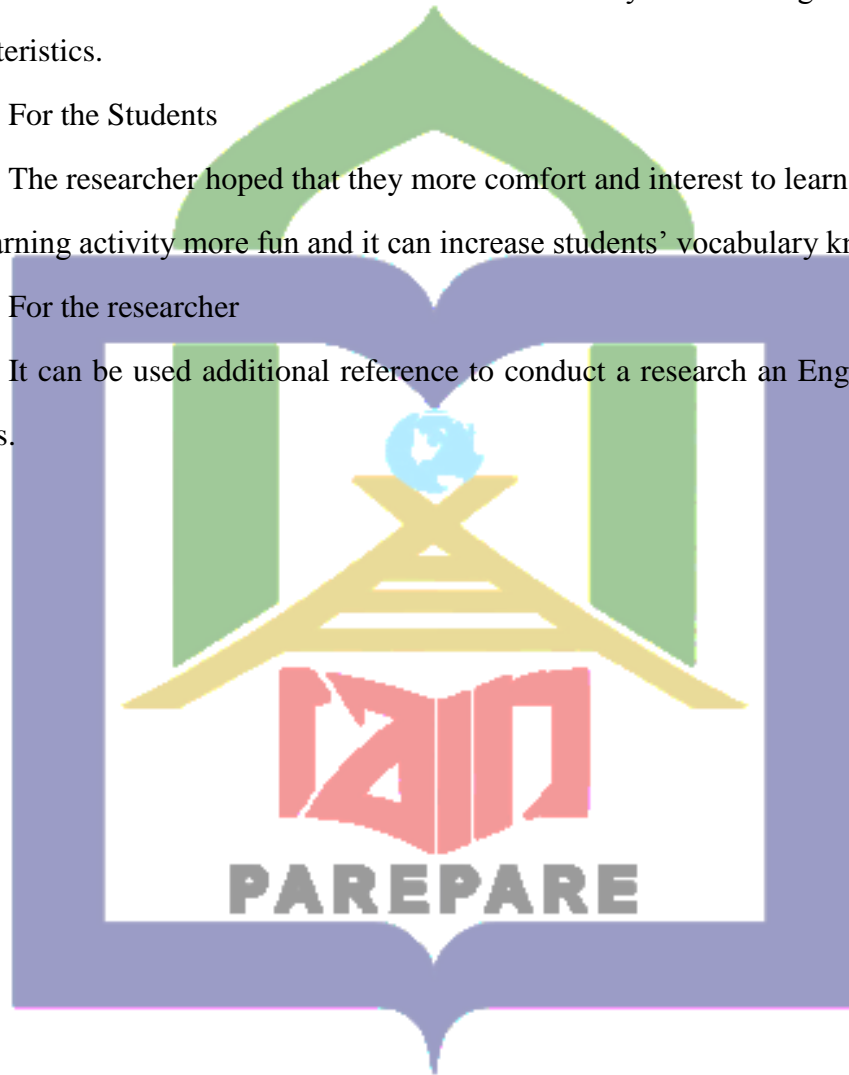 teristics.
For the Students
The researcher hoped that they more comfort and interest to learn
arning activity more fun and it can increase students’ vocabulary kn
For the researcher
It can be used additional reference to conduct a research an Eng
s.
iain
PAREPARE